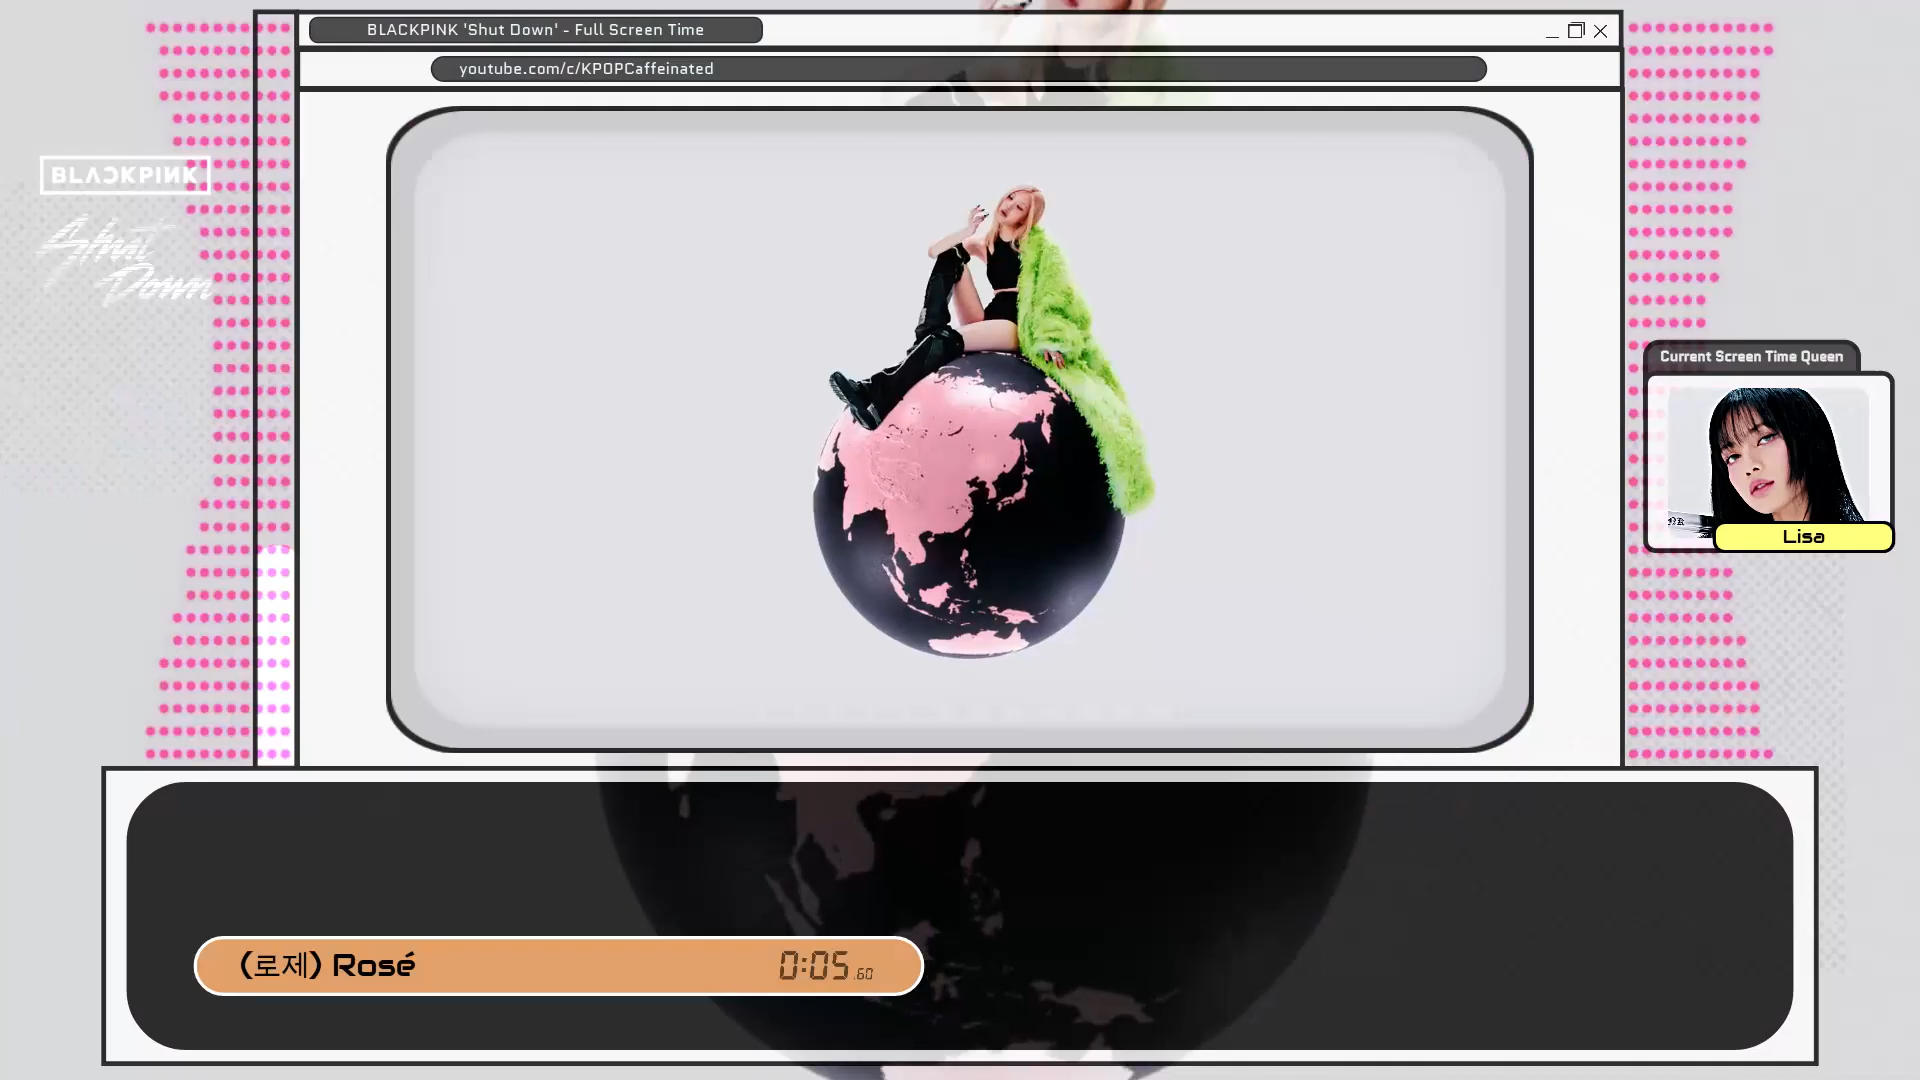 BLACKPINK 'Shut Down' - Full Screen Time
youtube.com/c/KPOPCaffeinated
BLACKPINK
Shut
Down
Current Screen Time Queen
Lisa
(로제) Rosé
0:05.60